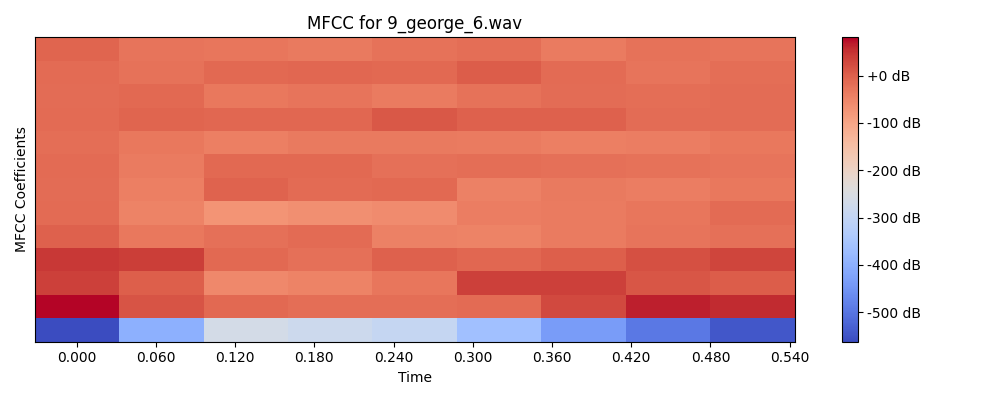 MFCC for 9_george_6.wav
MFCC Coefficients
0.000 0.060 0.120 0.180 0.240 0.300 0.360 0.420 0.480 0.540
Time
+0 dB
-100 dB
-200 dB
-300 dB
-400 dB
-500 dB